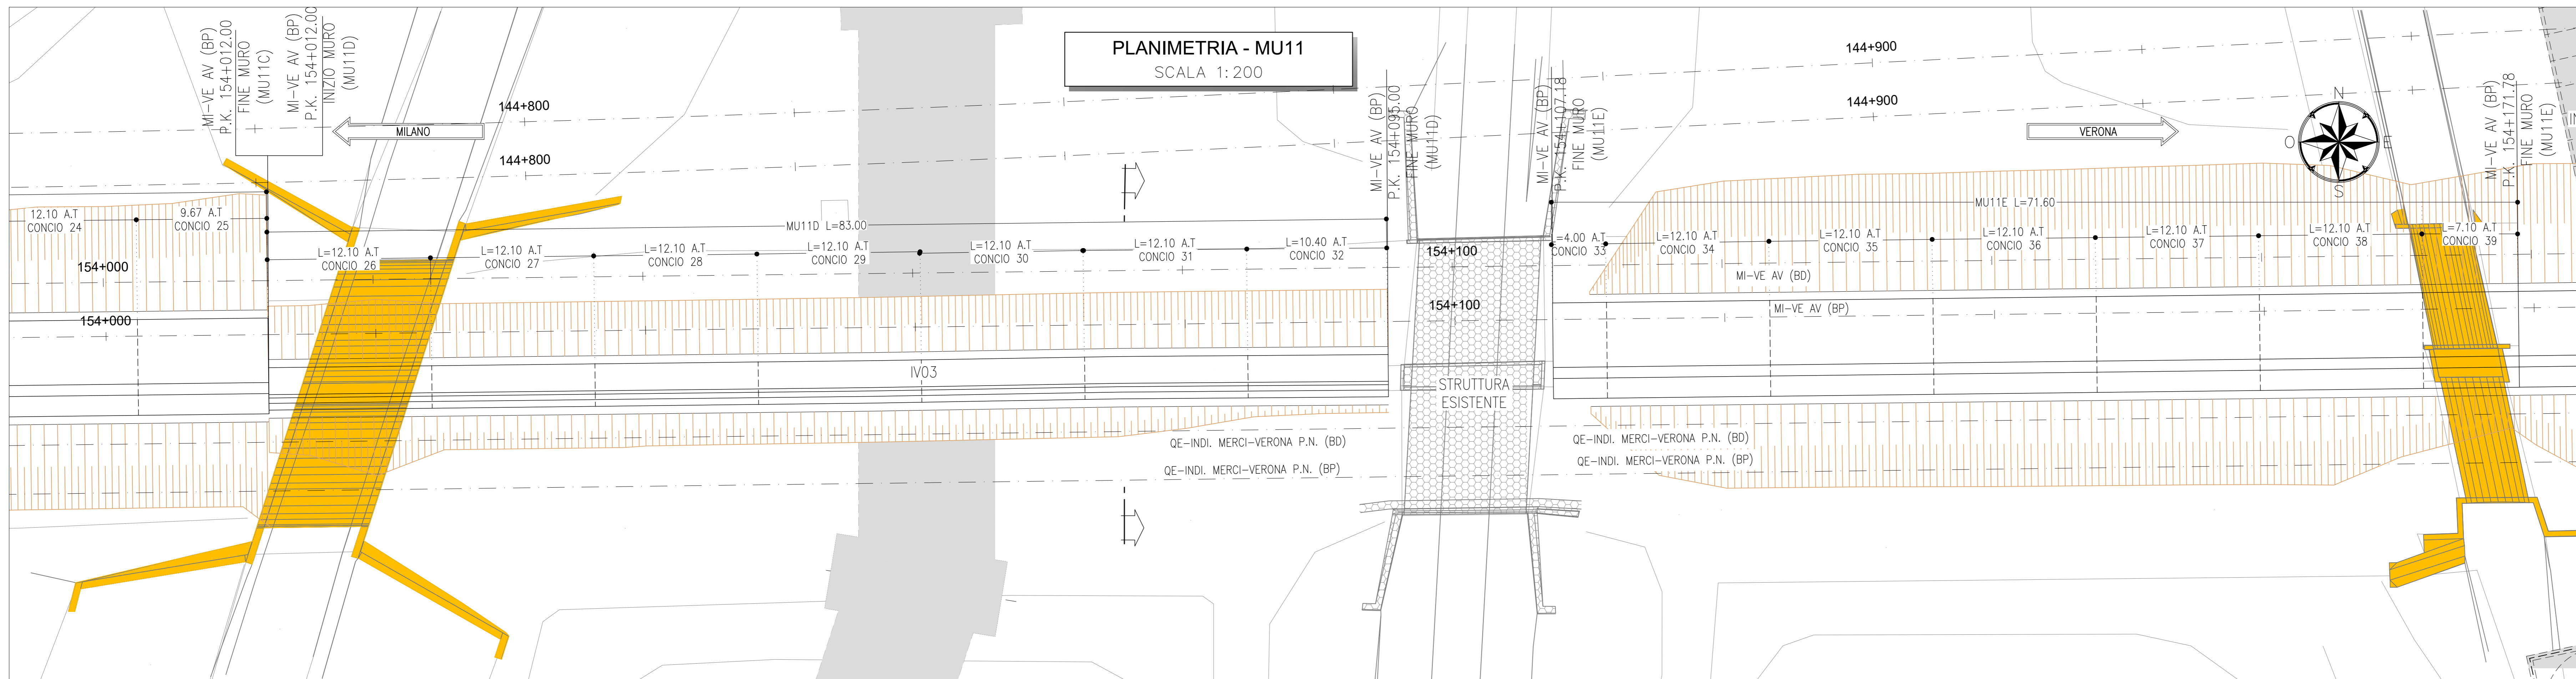 MI-VE AV (BP)
P.K. 154+012.00
FINE MURO
(MU11C)
MI-VE AV (BP)
P.K. 154+012.00
INIZIO MURO
(MU11D)
PLANIMETRIA - MU11
SCALA 1:200
144+800
144+800
MILANO
144+900
144+900
VERONA
N
O
E
S
MI-VE AV (BP)
P.K. 154+095.00
FINE MURO
(MU11D)
MI-VE AV (BP)
P.K. 154+107.18
FINE MURO
(MU11E)
MI-VE AV (BP)
P.K. 154+171.78
FINE MURO
(MU11E)
12.10 A.T
CONCIO 24
9.67 A.T
CONCIO 25
MU11D L=83.00
L=12.10 A.T
CONCIO 26
L=12.10 A.T
CONCIO 27
L=12.10 A.T
CONCIO 28
L=12.10 A.T
CONCIO 29
L=12.10 A.T
CONCIO 30
L=12.10 A.T
CONCIO 31
L=10.40 A.T
CONCIO 32
MU11E L=71.60
L=4.00 A.T
CONCIO 33
L=12.10 A.T
CONCIO 34
L=12.10 A.T
CONCIO 35
L=12.10 A.T
CONCIO 36
L=12.10 A.T
CONCIO 37
L=12.10 A.T
CONCIO 38
L=7.10 A.T
CONCIO 39
154+000
154+000
154+100
154+100
MI-VE AV (BD)
MI-VE AV (BP)
IV03
STRUTTURA
ESISTENTE
QE-INDI. MERCI-VERONA P.N. (BD)
QE-INDI. MERCI-VERONA P.N. (BP)
QE-INDI. MERCI-VERONA P.N. (BD)
QE-INDI. MERCI-VERONA P.N. (BP)